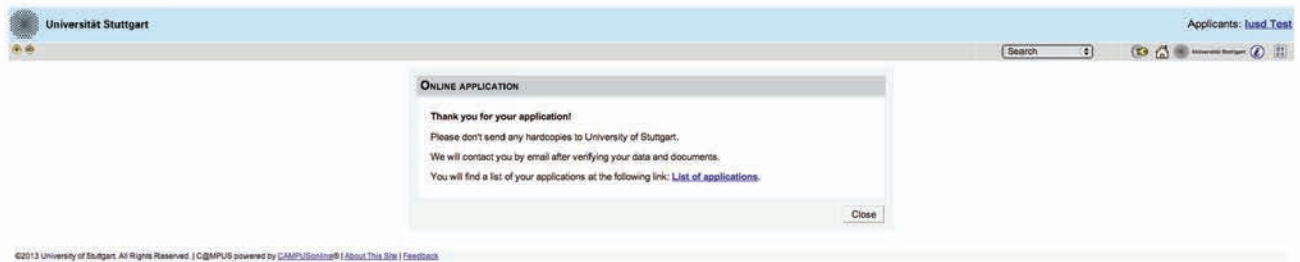 Universität Stuttgart
Applicants: Iusd Test
Search
Universität Stuttgart
ONLINE APPLICATION
Thank you for your application!
Please don't send any hardcopies to University of Stuttgart.
We will contact you by email after verifying your data and documents.
You will find a list of your applications at the following link: List of applications.
Close
©2013 University of Stuttgart. All Rights Reserved. | C@MPUS powered by CAMPUSonline® | About This Site | Feedback